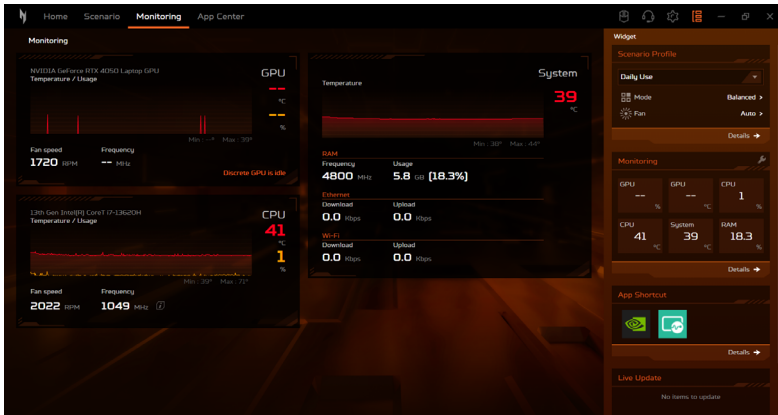 Home Scenario Monitoring App Center
Monitoring
NVIDIA GeForce RTX 4050 Laptop GPU
Temperature / Usage
GPU
--
°C
--
%
Min : --° Max : 39°
Fan speed Frequency
1720 RPM -- MHz
Discrete GPU is idle
13th Gen Intel(R) CoreT i7-13620H
Temperature / Usage
CPU
41
°C
1
%
Min : 39° Max : 71°
Fan speed Frequency
2022 RPM 1049 MHz
System
Temperature
39
°C
Min : 38° Max : 44°
RAM
Frequency Usage
4800 MHz 5.8 GB (18.3%)
Ethernet
Download Upload
0.0 Kbps 0.0 Kbps
Wi-Fi
Download Upload
0.0 Kbps 0.0 Kbps
Widget
Scenario Profile
Daily Use
Mode Balanced >
Fan Auto >
Details →
Monitoring
GPU GPU CPU
-- -- 1
% °C %
CPU System RAM
41 39 18.3
°C °C %
Details →
App Shortcut
Details →
Live Update
No items to update